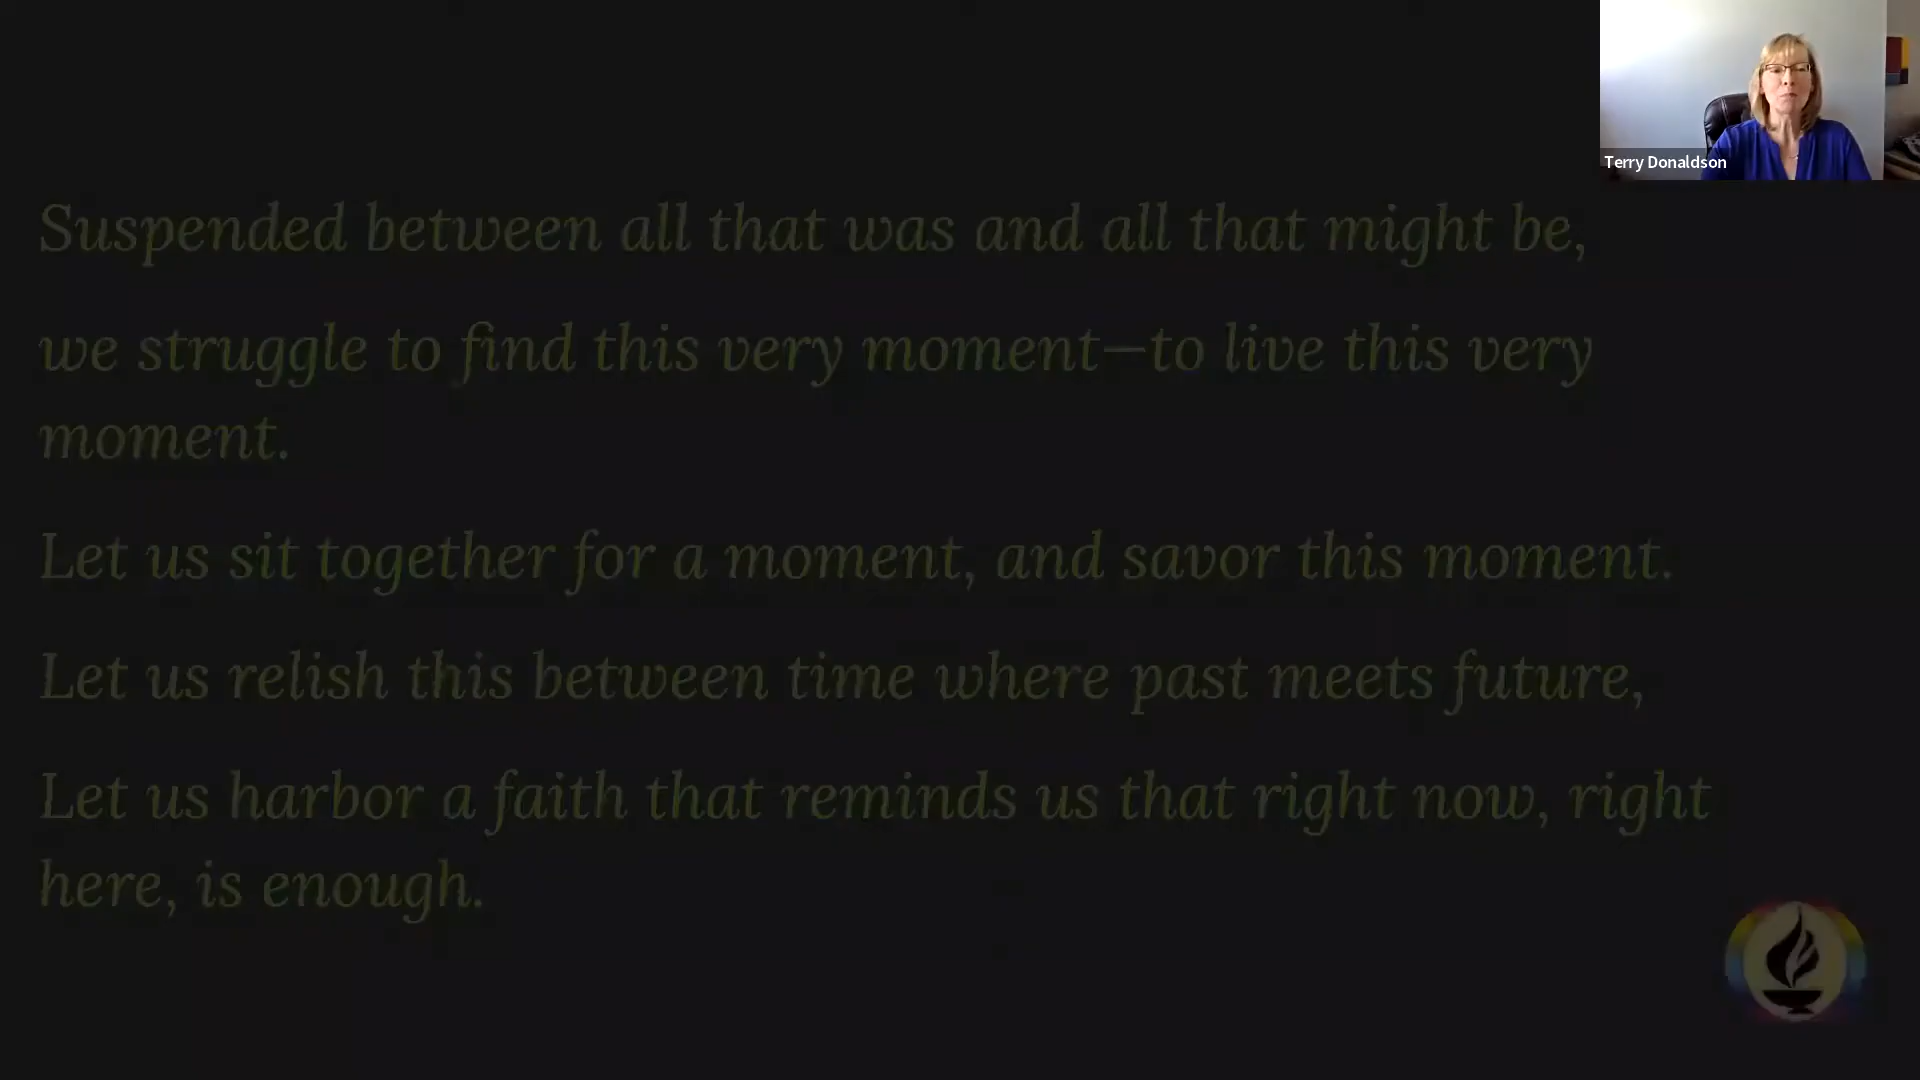 Terry Donaldson
Suspended between all that was and all that might be,
we struggle to find this very moment—to live this very
moment.
Let us sit together for a moment, and savor this moment.
Let us relish this between time where past meets future,
Let us harbor a faith that reminds us that right now, right
here, is enough.